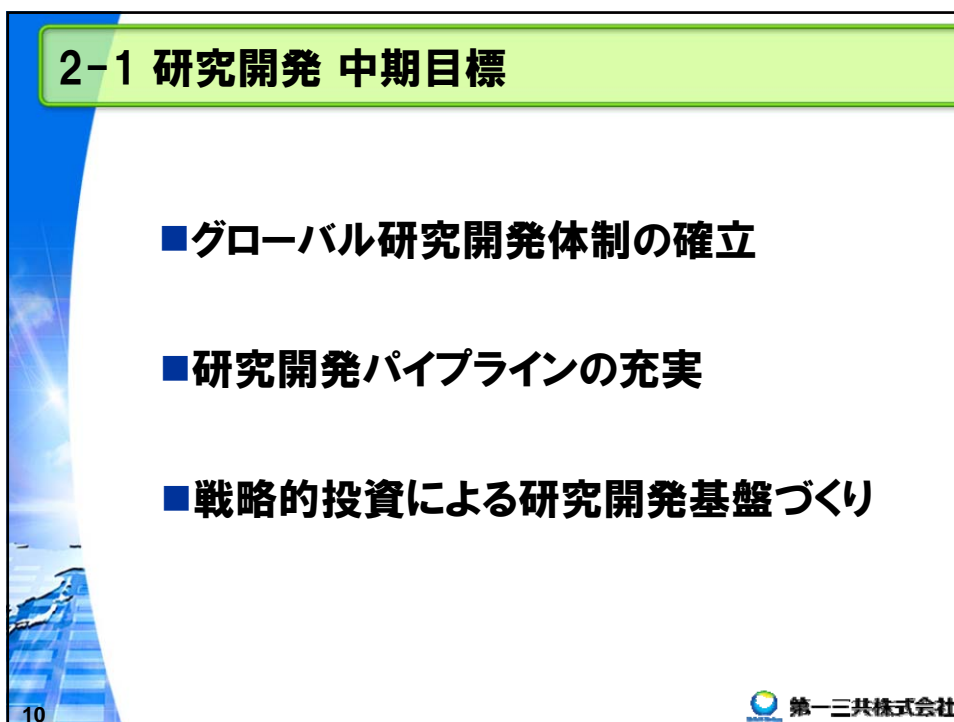 2-1 研究開発 中期目標
■グローバル研究開発体制の確立
■研究開発パイプラインの充実
■戦略的投資による研究開発基盤づくり
10
第一三共株式会社